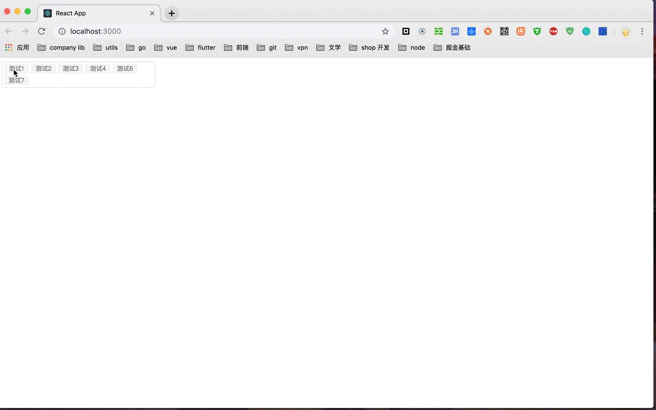 React App
localhost:3000
应用 company lib utils go vue flutter 前端 git vpn 文学 shop 开发 node 掘金基础
测试1 测试2 测试3 测试4 测试6
测试7